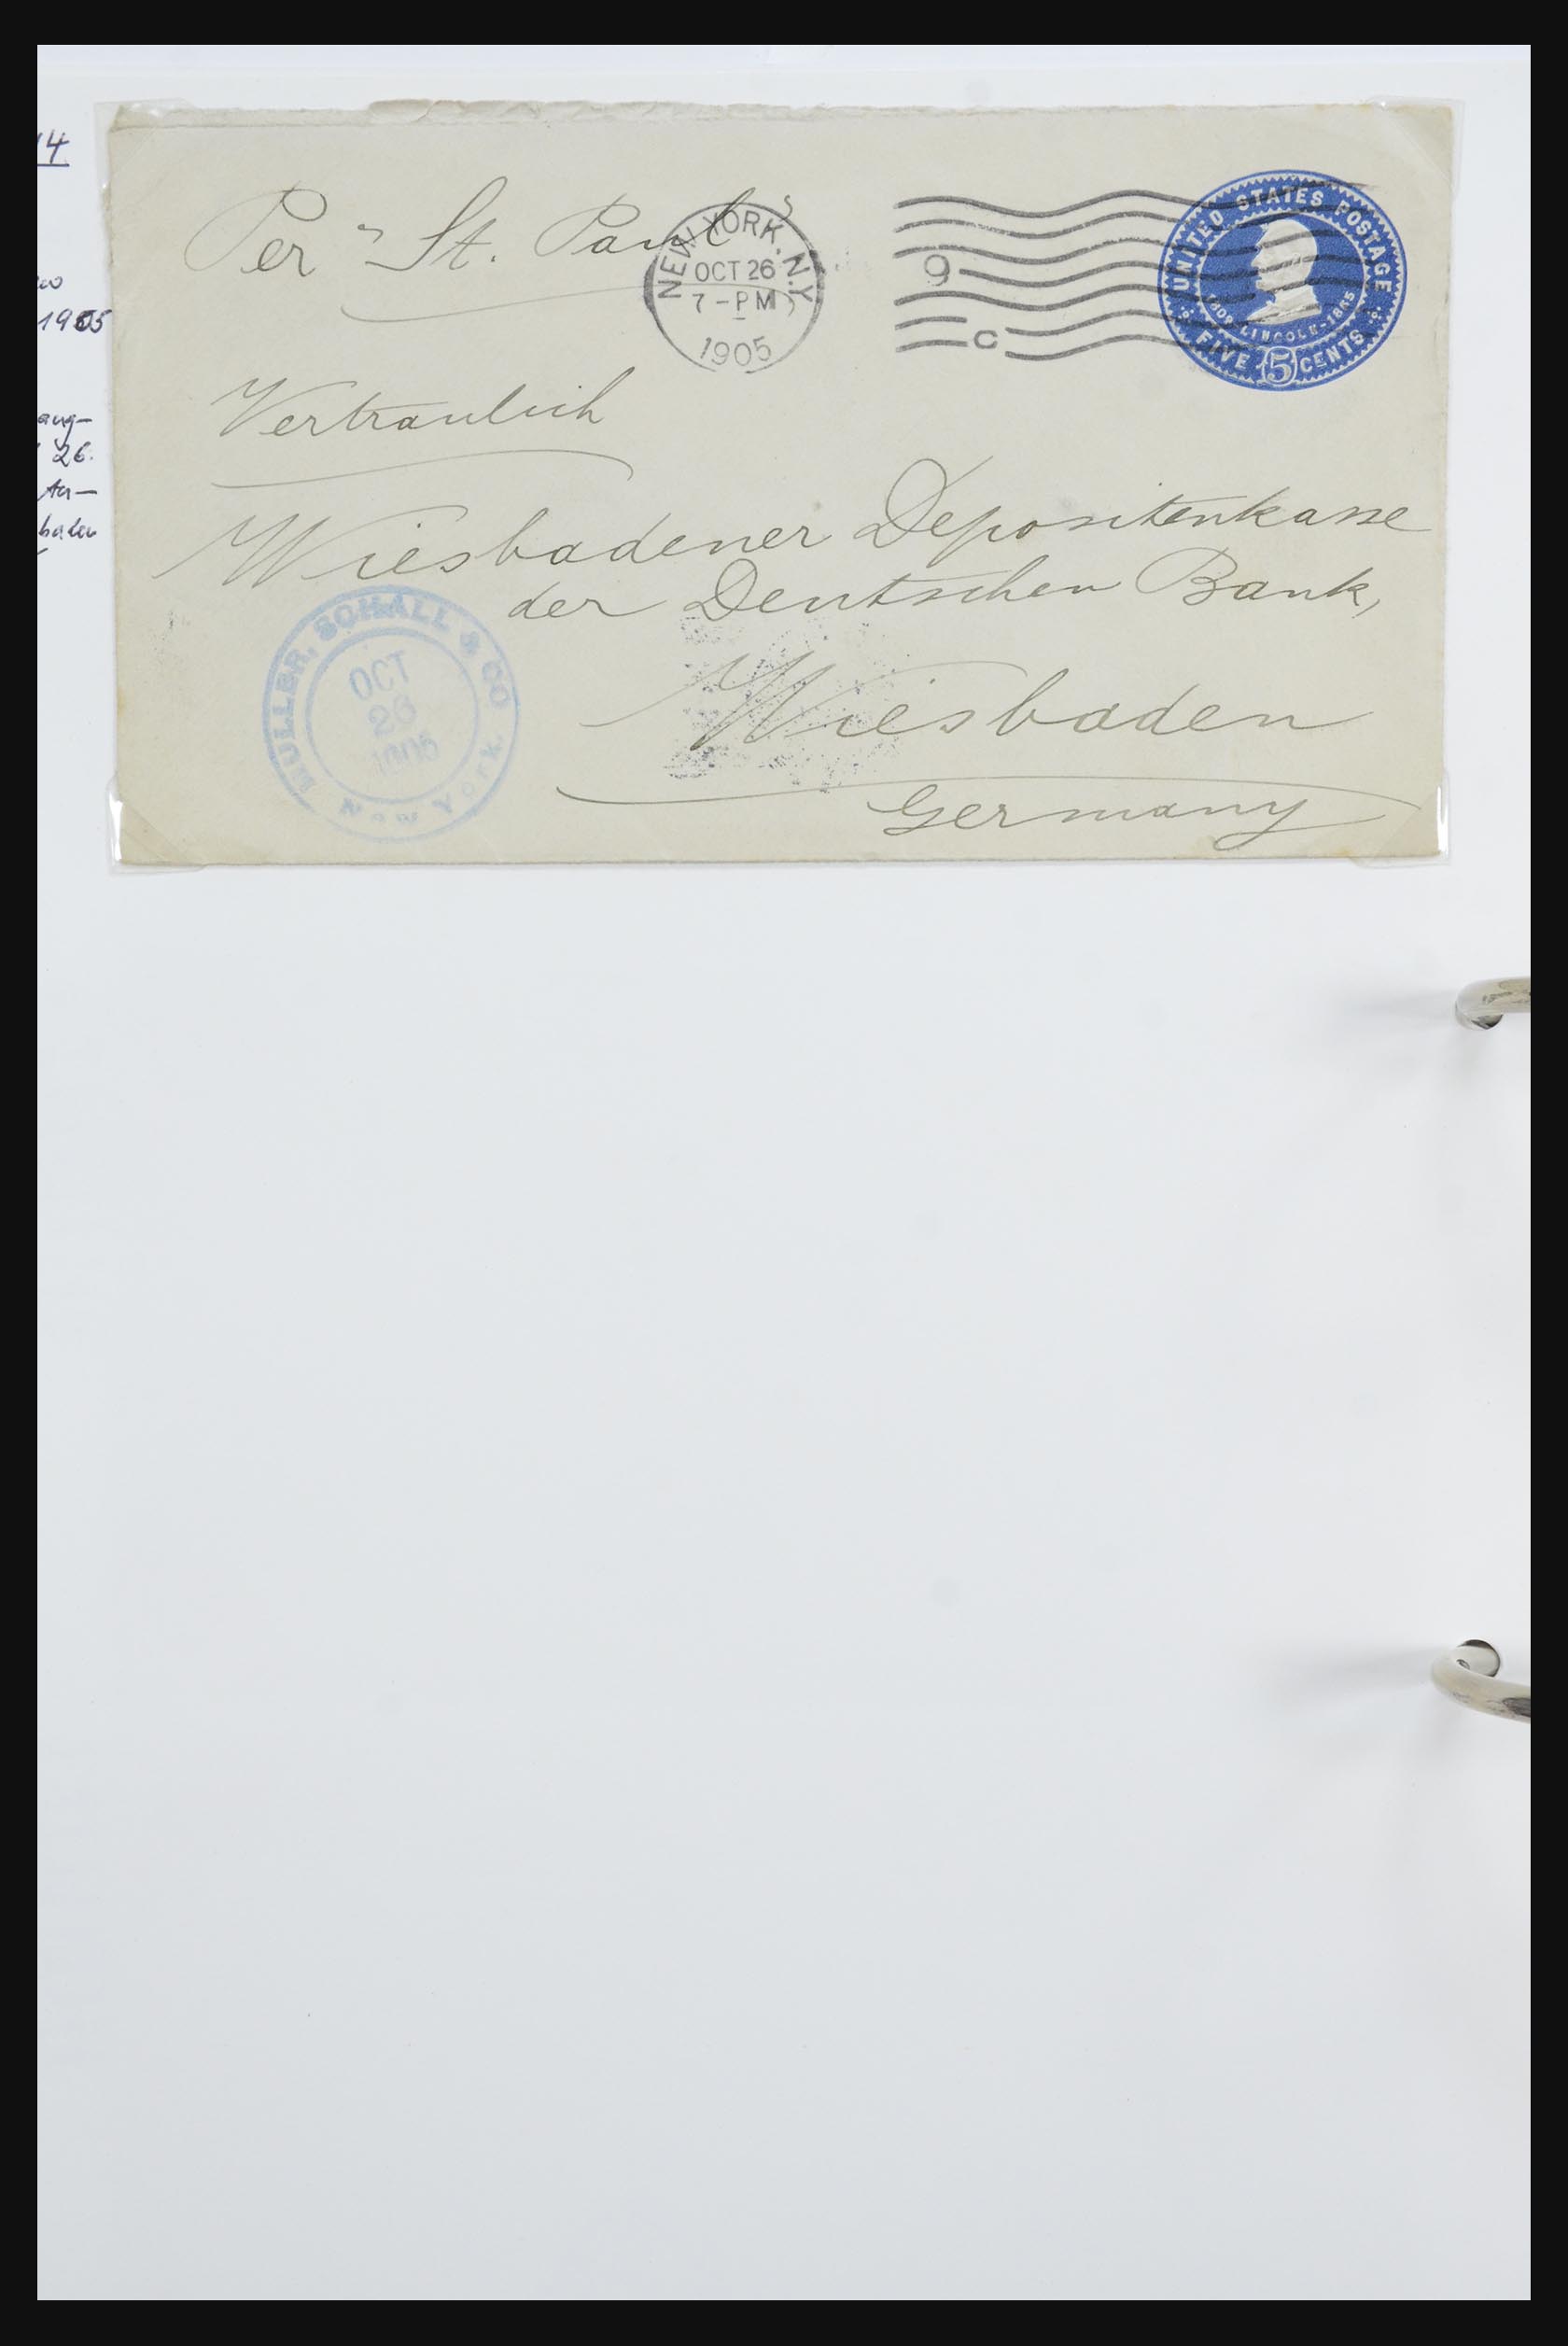 14
1905
26.
Per "St. Paul"
NEW YORK, N.Y.
OCT 26
7-PM
1905
9
C
UNITED STATES POSTAGE
LINCOLN-1865
FIVE 5 CENTS
Vertraulich
Wiesbadener Depositenkasse
der Deutschen Bank,
Wiesbaden
Germany
MULLER, SCHALL & CO
OCT
26
1905
New York.